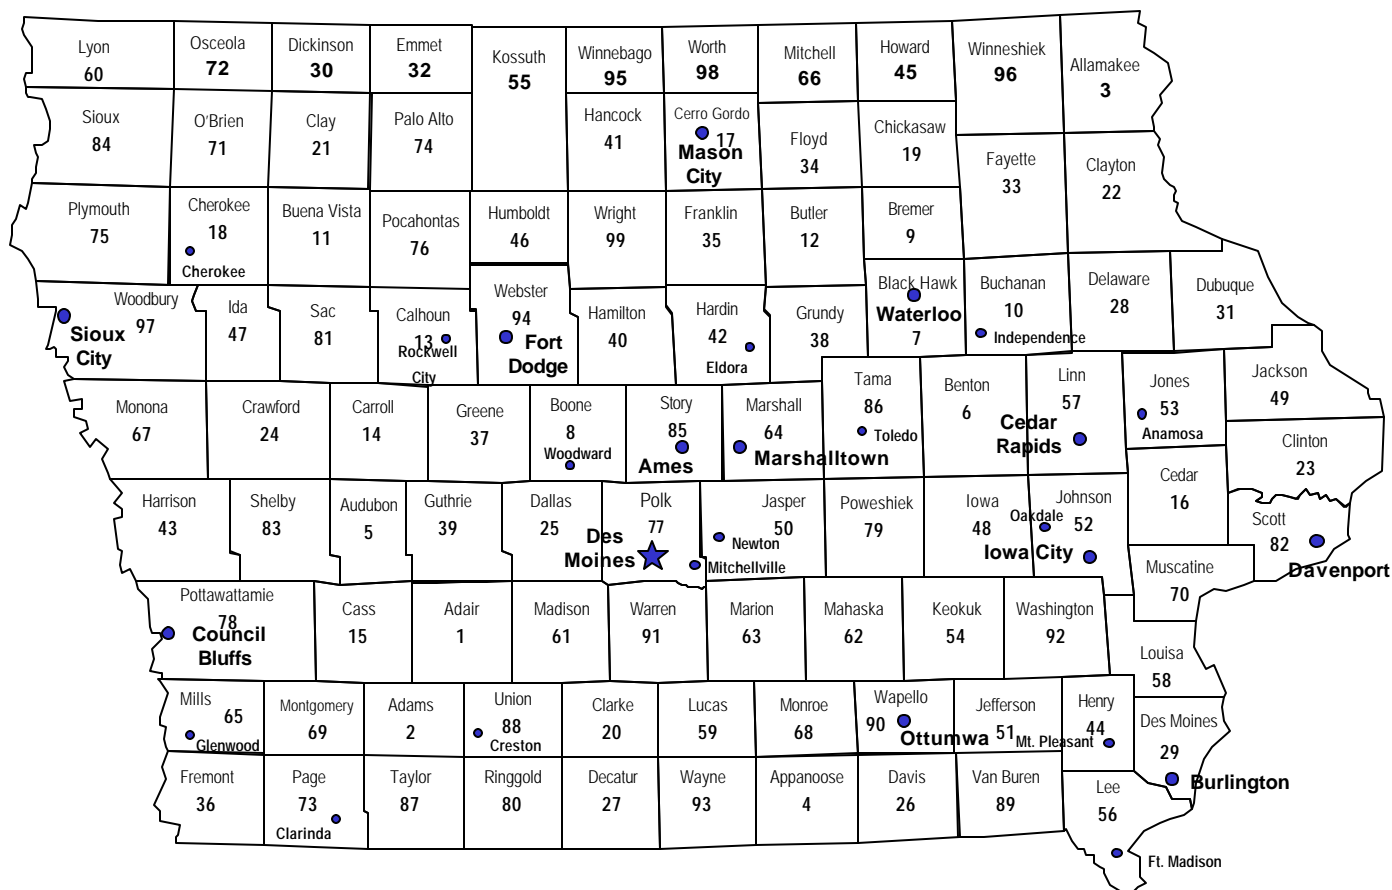 Lyon
60
Osceola
72
Dickinson
30
Emmet
32
Kossuth
55
Winnebago
95
Worth
98
Mitchell
66
Howard
45
Winneshiek
96
Allamakee
3
Sioux
84
O'Brien
71
Clay
21
Palo Alto
74
Hancock
41
Cerro Gordo
17
Mason
City
Floyd
34
Chickasaw
19
Fayette
33
Clayton
22
Plymouth
75
Cherokee
18
Cherokee
Buena Vista
11
Pocahontas
76
Humboldt
46
Wright
99
Franklin
35
Butler
12
Bremer
9
Woodbury
97
Sioux
City
Ida
47
Sac
81
Calhoun
13
Rockwell
City
Webster
94
Fort
Dodge
Hamilton
40
Hardin
42
Eldora
Grundy
38
Black Hawk
Waterloo
7
Buchanan
10
Independence
Delaware
28
Dubuque
31
Monona
67
Crawford
24
Carroll
14
Greene
37
Boone
8
Woodward
Story
85
Ames
Marshall
64
Marshalltown
Tama
86
Toledo
Benton
6
Linn
57
Cedar
Rapids
Jones
53
Anamosa
Jackson
49
Clinton
23
Harrison
43
Shelby
83
Audubon
5
Guthrie
39
Dallas
25
Polk
77
Des
Moines
Jasper
50
Newton
Mitchellville
Poweshiek
79
Iowa
48
Johnson
52
Oakdale
Iowa City
Cedar
16
Scott
82
Davenport
Muscatine
70
Pottawattamie
78
Council
Bluffs
Cass
15
Adair
1
Madison
61
Warren
91
Marion
63
Mahaska
62
Keokuk
54
Washington
92
Louisa
58
Mills
65
Glenwood
Montgomery
69
Adams
2
Union
88
Creston
Clarke
20
Lucas
59
Monroe
68
Wapello
90
Ottumwa
Jefferson
51
Henry
44
Mt. Pleasant
Des Moines
29
Burlington
Fremont
36
Page
73
Clarinda
Taylor
87
Ringgold
80
Decatur
27
Wayne
93
Appanoose
4
Davis
26
Van Buren
89
Lee
56
Ft. Madison